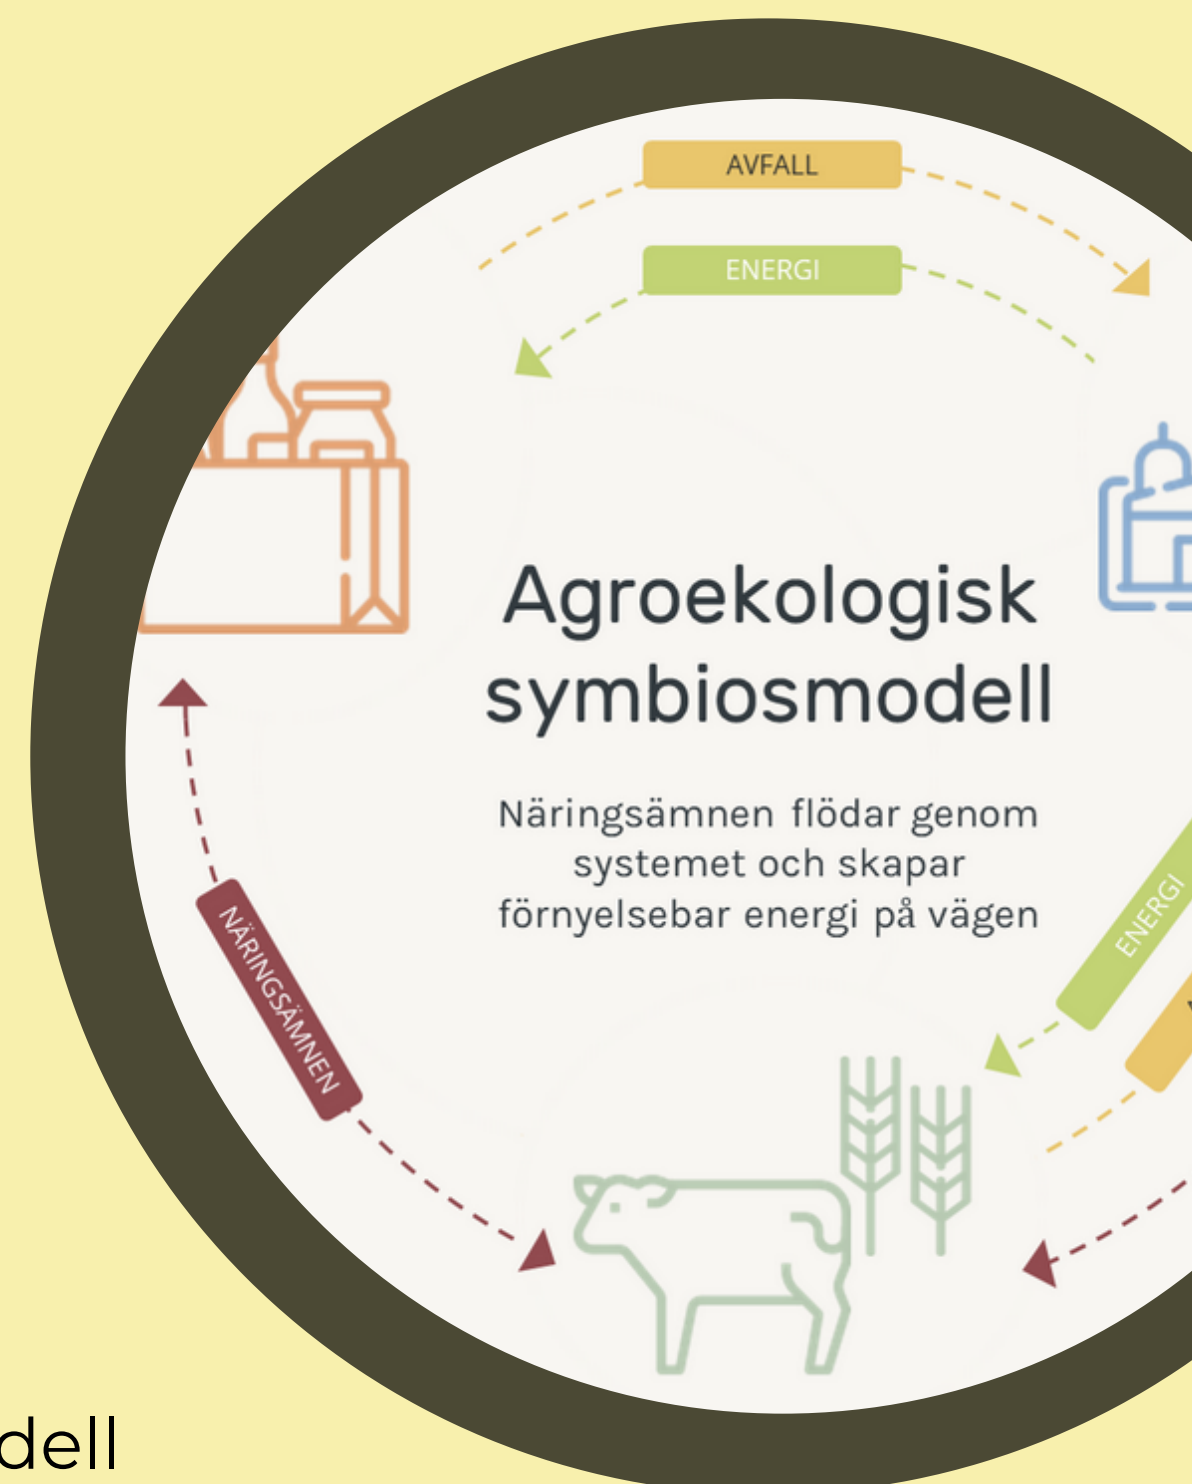 AVFALL
ENERGI
Agroekologisk
symbiosmodell
Näringsämnen flödar genom
systemet och skapar
förnyelsebar energi på vägen
ENERGI
NÄRINGSÄMNEN
dell